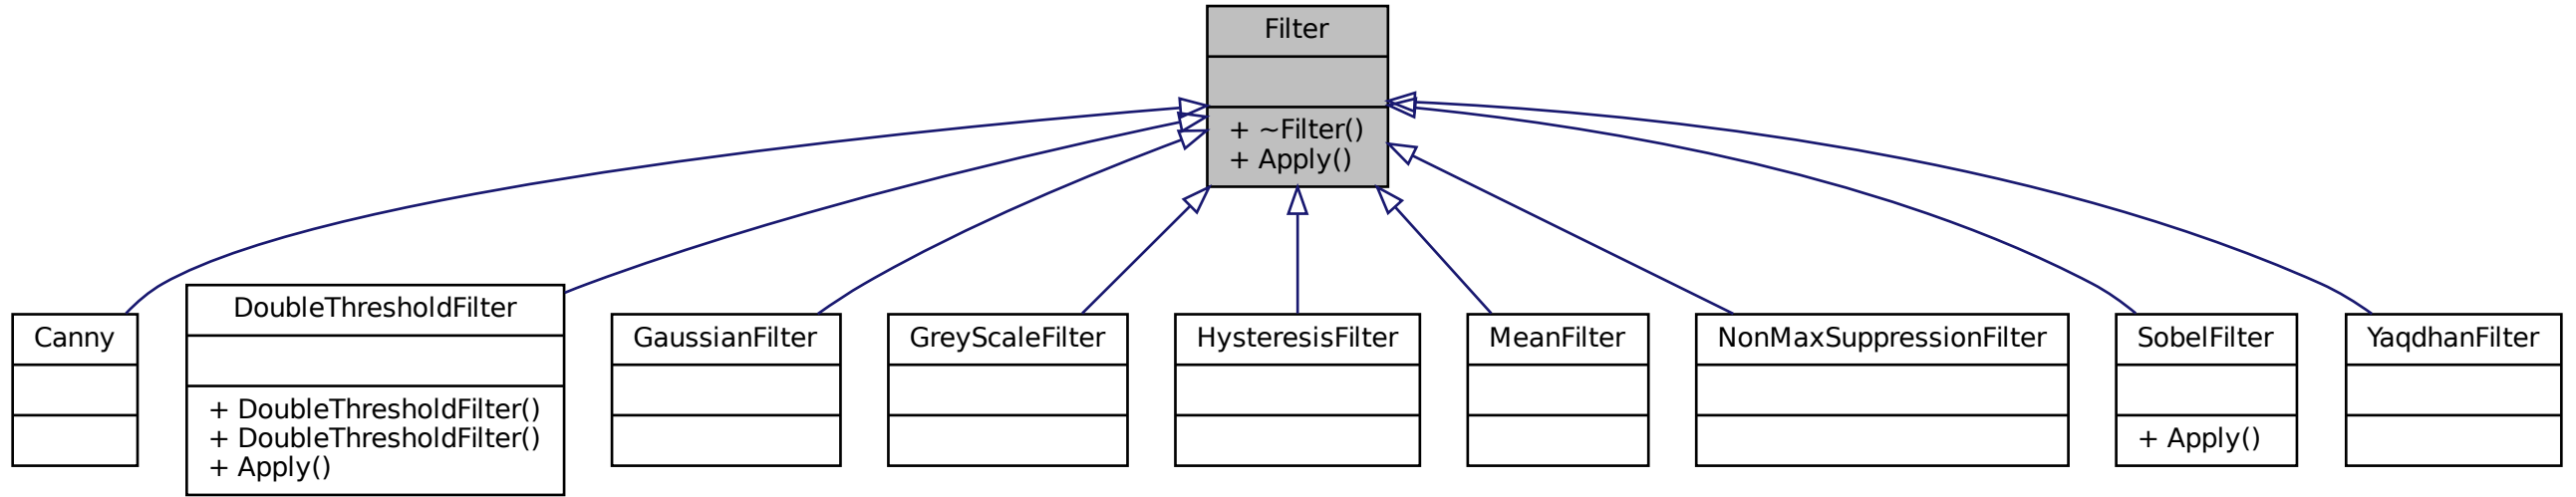 Filter
+ ~Filter()
+ Apply()
Canny
DoubleThresholdFilter
+ DoubleThresholdFilter()
+ DoubleThresholdFilter()
+ Apply()
GaussianFilter
GreyScaleFilter
HysteresisFilter
MeanFilter
NonMaxSuppressionFilter
SobelFilter
+ Apply()
YaqdhanFilter